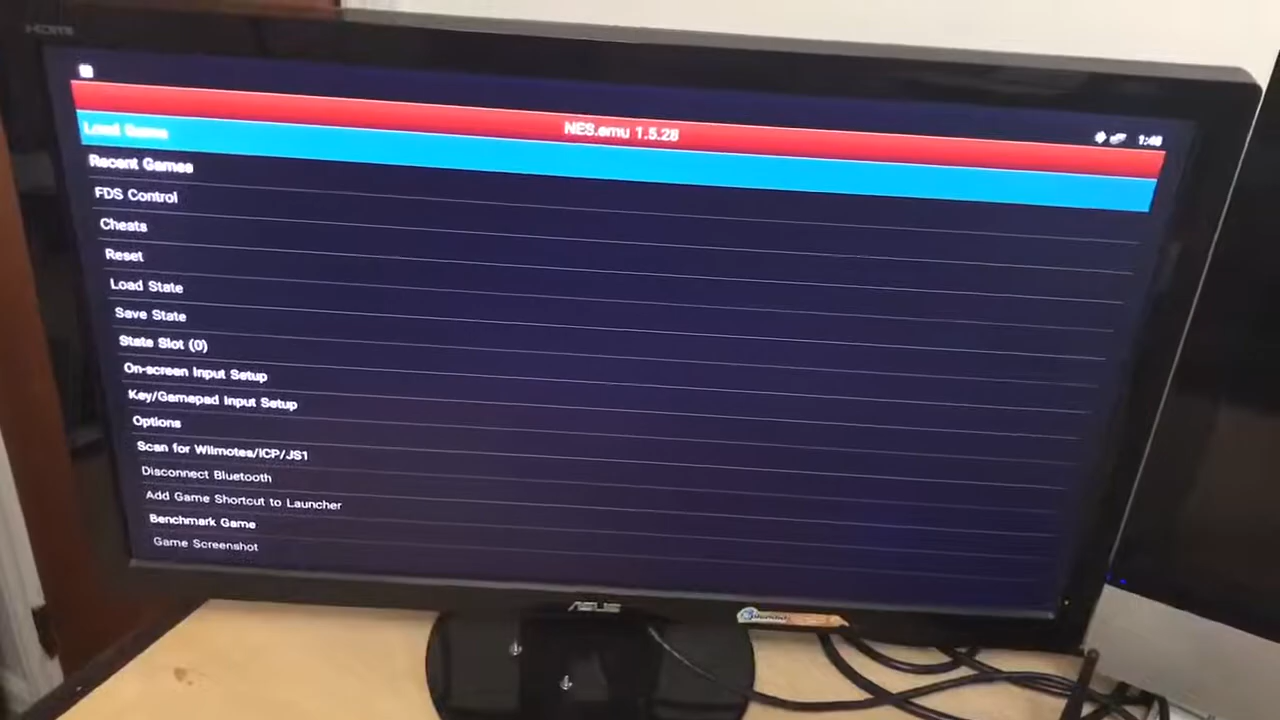 HDMI
NES.emu 1.5.28
1:48
Load Game
Recent Games
FDS Control
Cheats
Reset
Load State
Save State
State Slot (0)
On-screen Input Setup
Key/Gamepad Input Setup
Options
Scan for Wiimotes/iCP/JS1
Disconnect Bluetooth
Add Game Shortcut to Launcher
Benchmark Game
Game Screenshot
ASUS